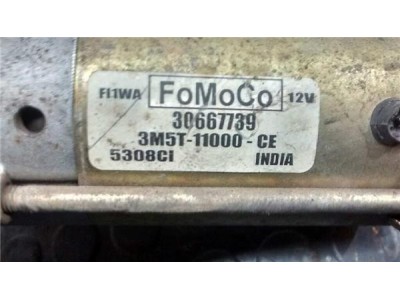 FI1WA FoMoCo 12V
30667739
3M5T-11000-CE
5308CI INDIA